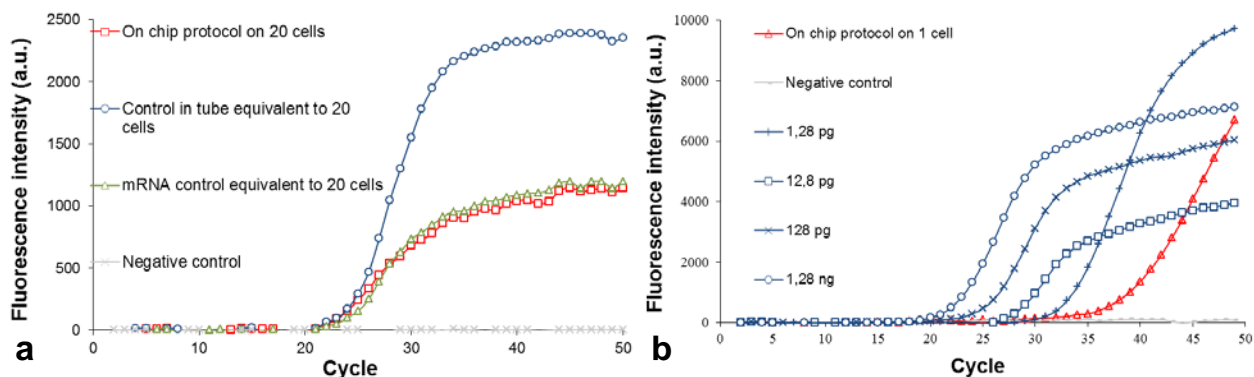 Fluorescence intensity (a.u.)
2500
2000
1500
1000
500
0
0
10
20
30
40
50
Cycle
On chip protocol on 20 cells
Control in tube equivalent to 20
cells
mRNA control equivalent to 20 cells
Negative control
a
Fluorescence intensity (a.u.)
10000
8000
6000
4000
2000
0
0
5
10
15
20
25
30
35
40
45
50
Cycle
On chip protocol on 1 cell
Negative control
1,28 pg
12,8 pg
128 pg
1,28 ng
b